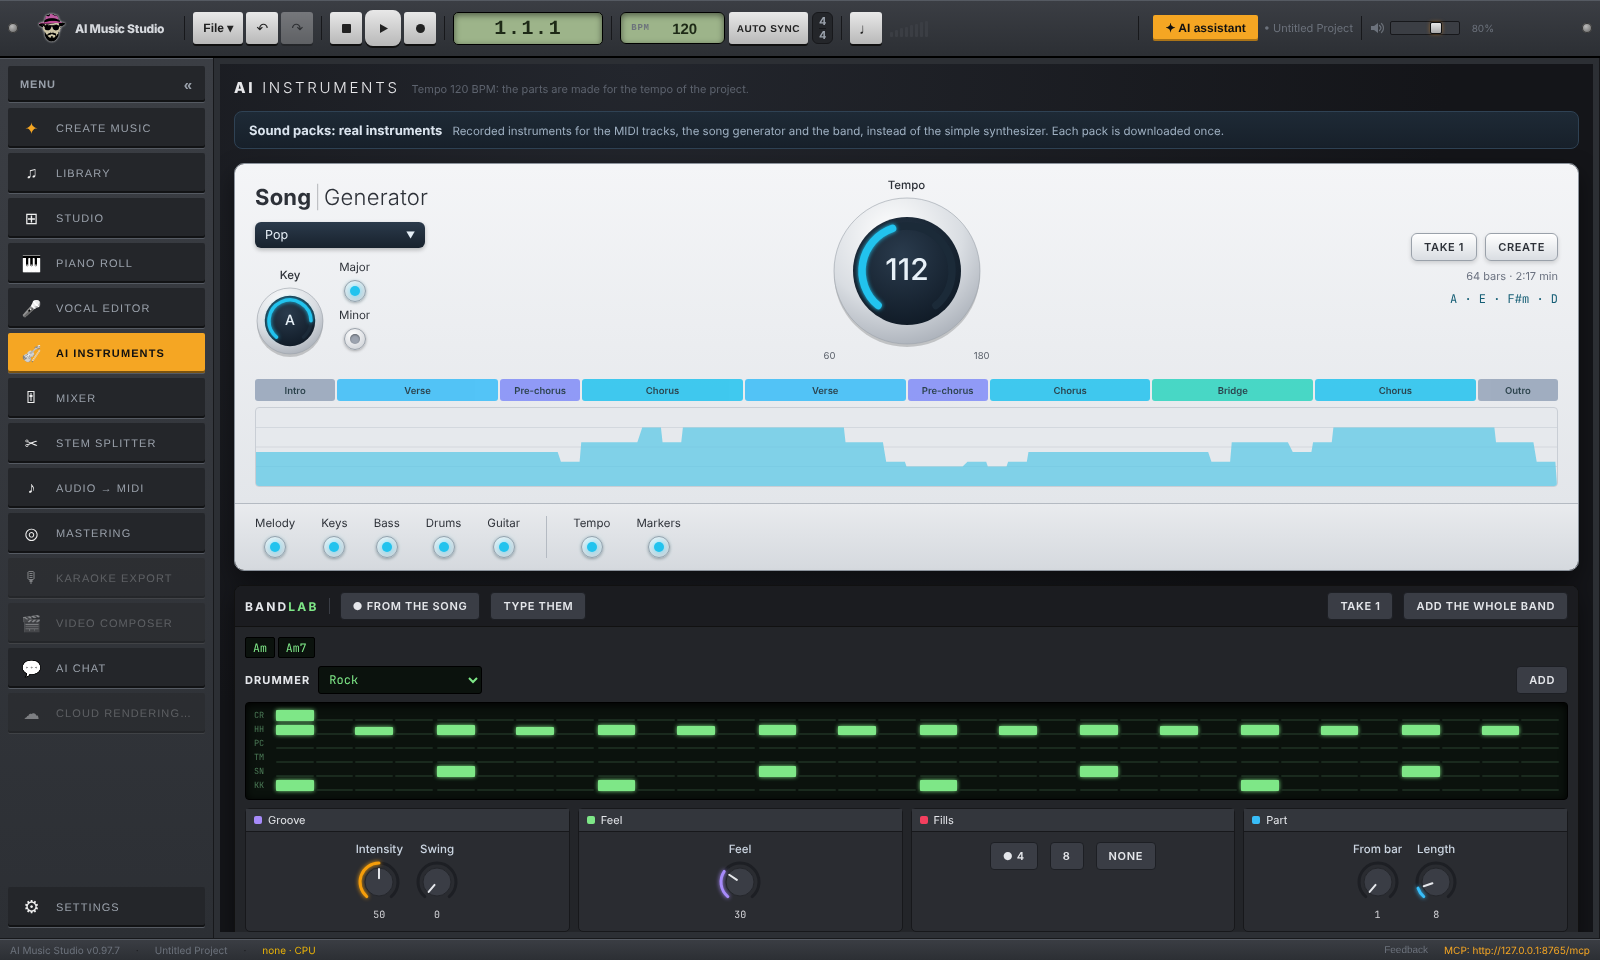 AI Music Studio
File ▾
1.1.1
BPM 120
AUTO SYNC
4
4
✦ AI assistant
• Untitled Project
80%
MENU «
CREATE MUSIC
LIBRARY
STUDIO
PIANO ROLL
VOCAL EDITOR
AI INSTRUMENTS
MIXER
STEM SPLITTER
AUDIO → MIDI
MASTERING
KARAOKE EXPORT
VIDEO COMPOSER
AI CHAT
CLOUD RENDERING...
SETTINGS
AI INSTRUMENTS Tempo 120 BPM: the parts are made for the tempo of the project.
Sound packs: real instruments Recorded instruments for the MIDI tracks, the song generator and the band, instead of the simple synthesizer. Each pack is downloaded once.
Song Generator
Pop
Key
A
Major
Minor
Tempo
112
60 180
TAKE 1 CREATE
64 bars · 2:17 min
A · E · F#m · D
Intro Verse Pre-chorus Chorus Verse Pre-chorus Chorus Bridge Chorus Outro
Melody Keys Bass Drums Guitar Tempo Markers
BANDLAB FROM THE SONG TYPE THEM TAKE 1 ADD THE WHOLE BAND
Am Am7
DRUMMER Rock ADD
CR
HH
PC
TM
SN
KK
Groove Feel Fills Part
Intensity Swing Feel From bar Length
4 8 NONE
50 0 30 1 8
AI Music Studio v0.97.7 Untitled Project none · CPU Feedback MCP: http://127.0.0.1:8765/mcp